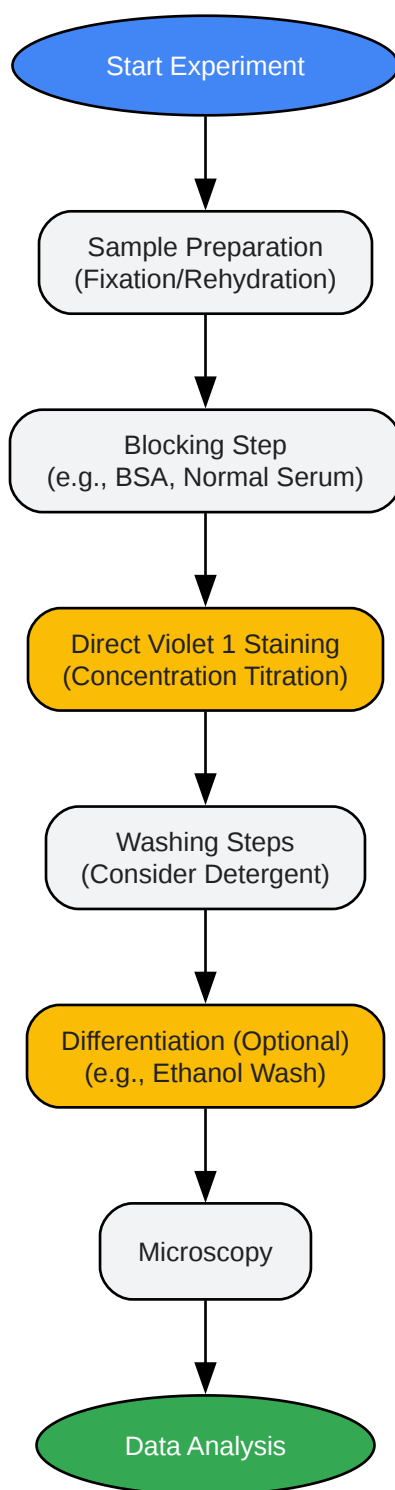 Start Experiment
Sample Preparation
(Fixation/Rehydration)
Blocking Step
(e.g., BSA, Normal Serum)
Direct Violet 1 Staining
(Concentration Titration)
Washing Steps
(Consider Detergent)
Differentiation (Optional)
(e.g., Ethanol Wash)
Microscopy
Data Analysis